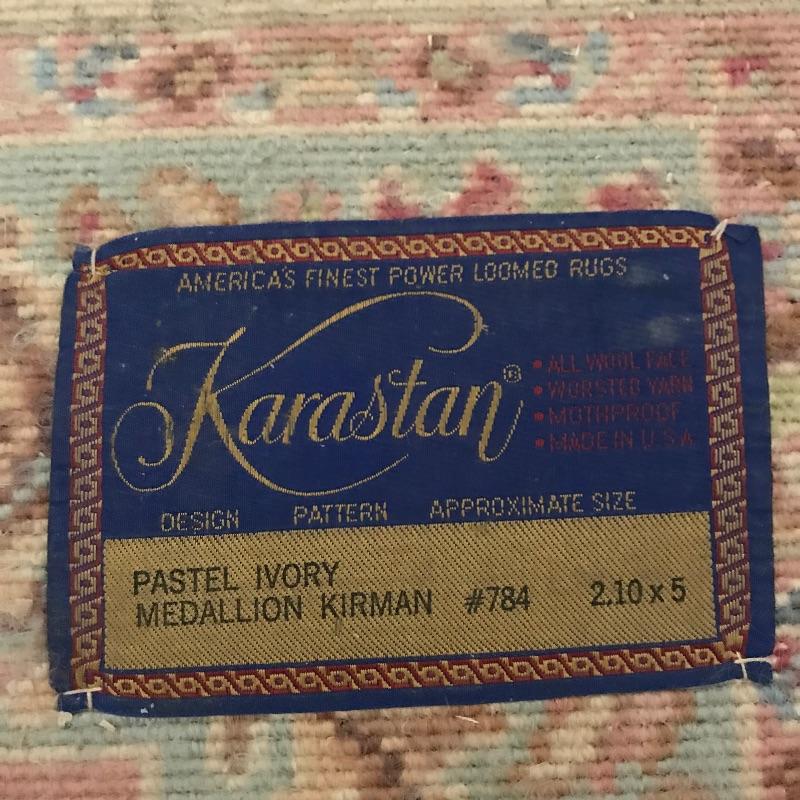 AMERICA'S FINEST POWER LOOMED RUGS
Karastan®
• ALL WOOL FACE
• WORSTED YARN
• MOTHPROOF
• MADE IN U.S.A.
DESIGN PATTERN APPROXIMATE SIZE
PASTEL IVORY
MEDALLION KIRMAN #784 2.10 x 5